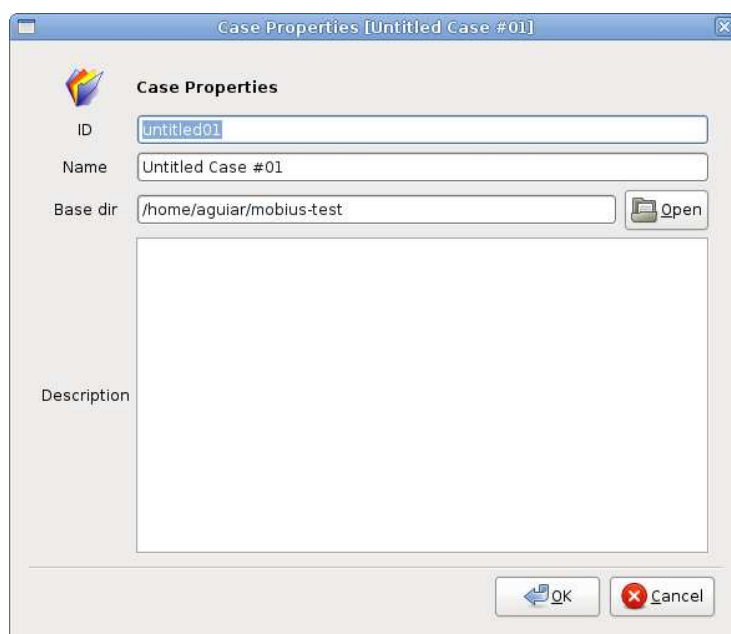 Case Properties [Untitled Case #01]
Case Properties
ID untitled01
Name Untitled Case #01
Base dir /home/aguiar/mobius-test Open
Description
OK Cancel